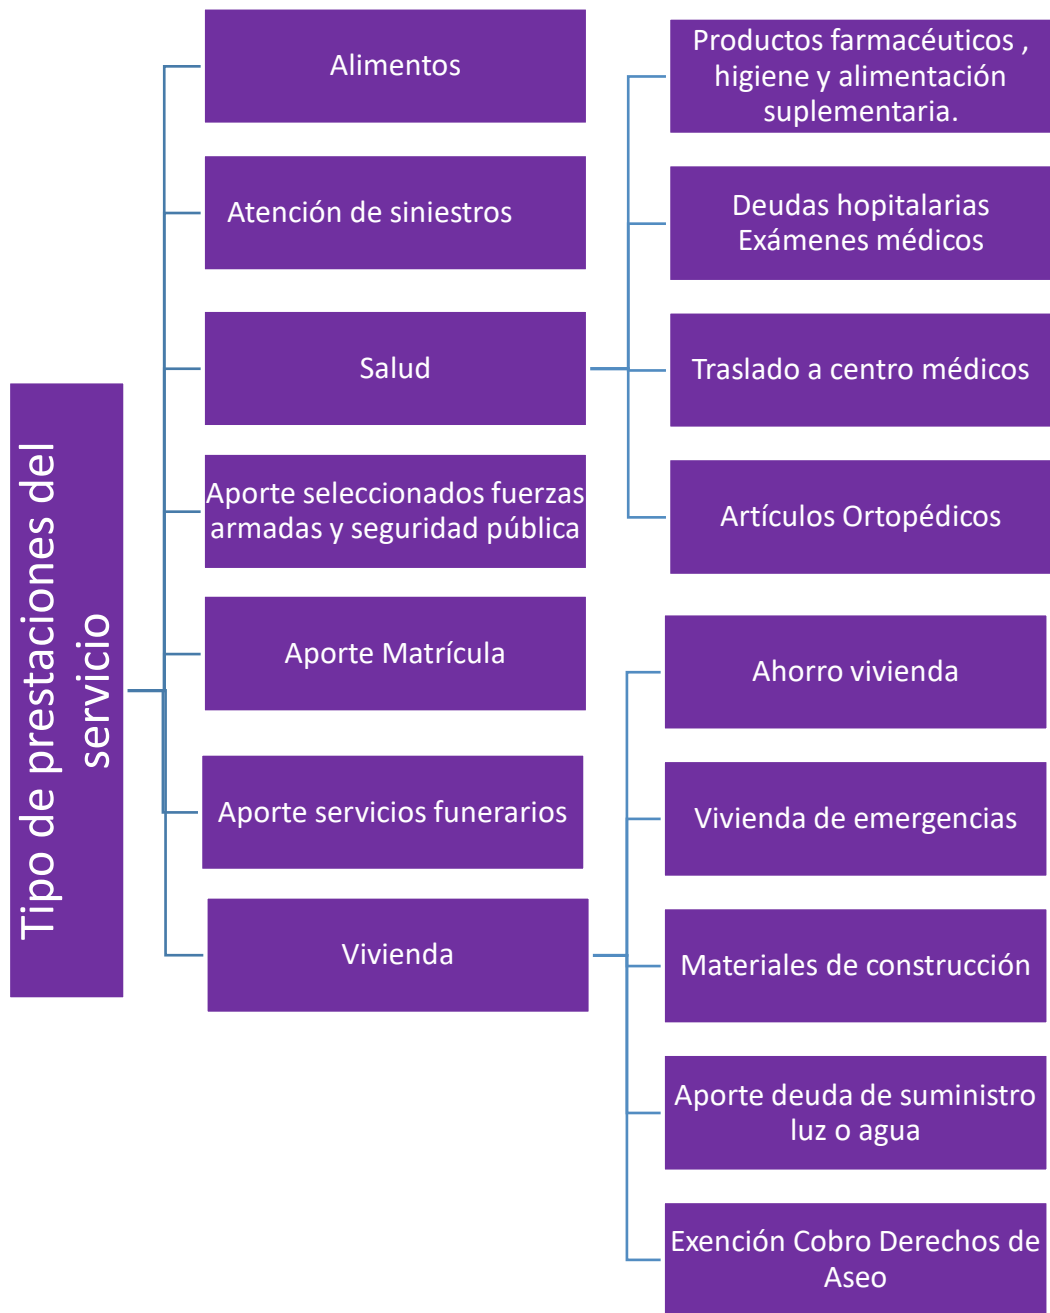 Tipo de prestaciones del
servicio
Alimentos
Atención de siniestros
Salud
Aporte seleccionados fuerzas
armadas y seguridad pública
Aporte Matrícula
Aporte servicios funerarios
Vivienda
Productos farmacéuticos ,
higiene y alimentación
suplementaria.
Deudas hopitalarias
Exámenes médicos
Traslado a centro médicos
Artículos Ortopédicos
Ahorro vivienda
Vivienda de emergencias
Materiales de construcción
Aporte deuda de suministro
luz o agua
Exención Cobro Derechos de
Aseo